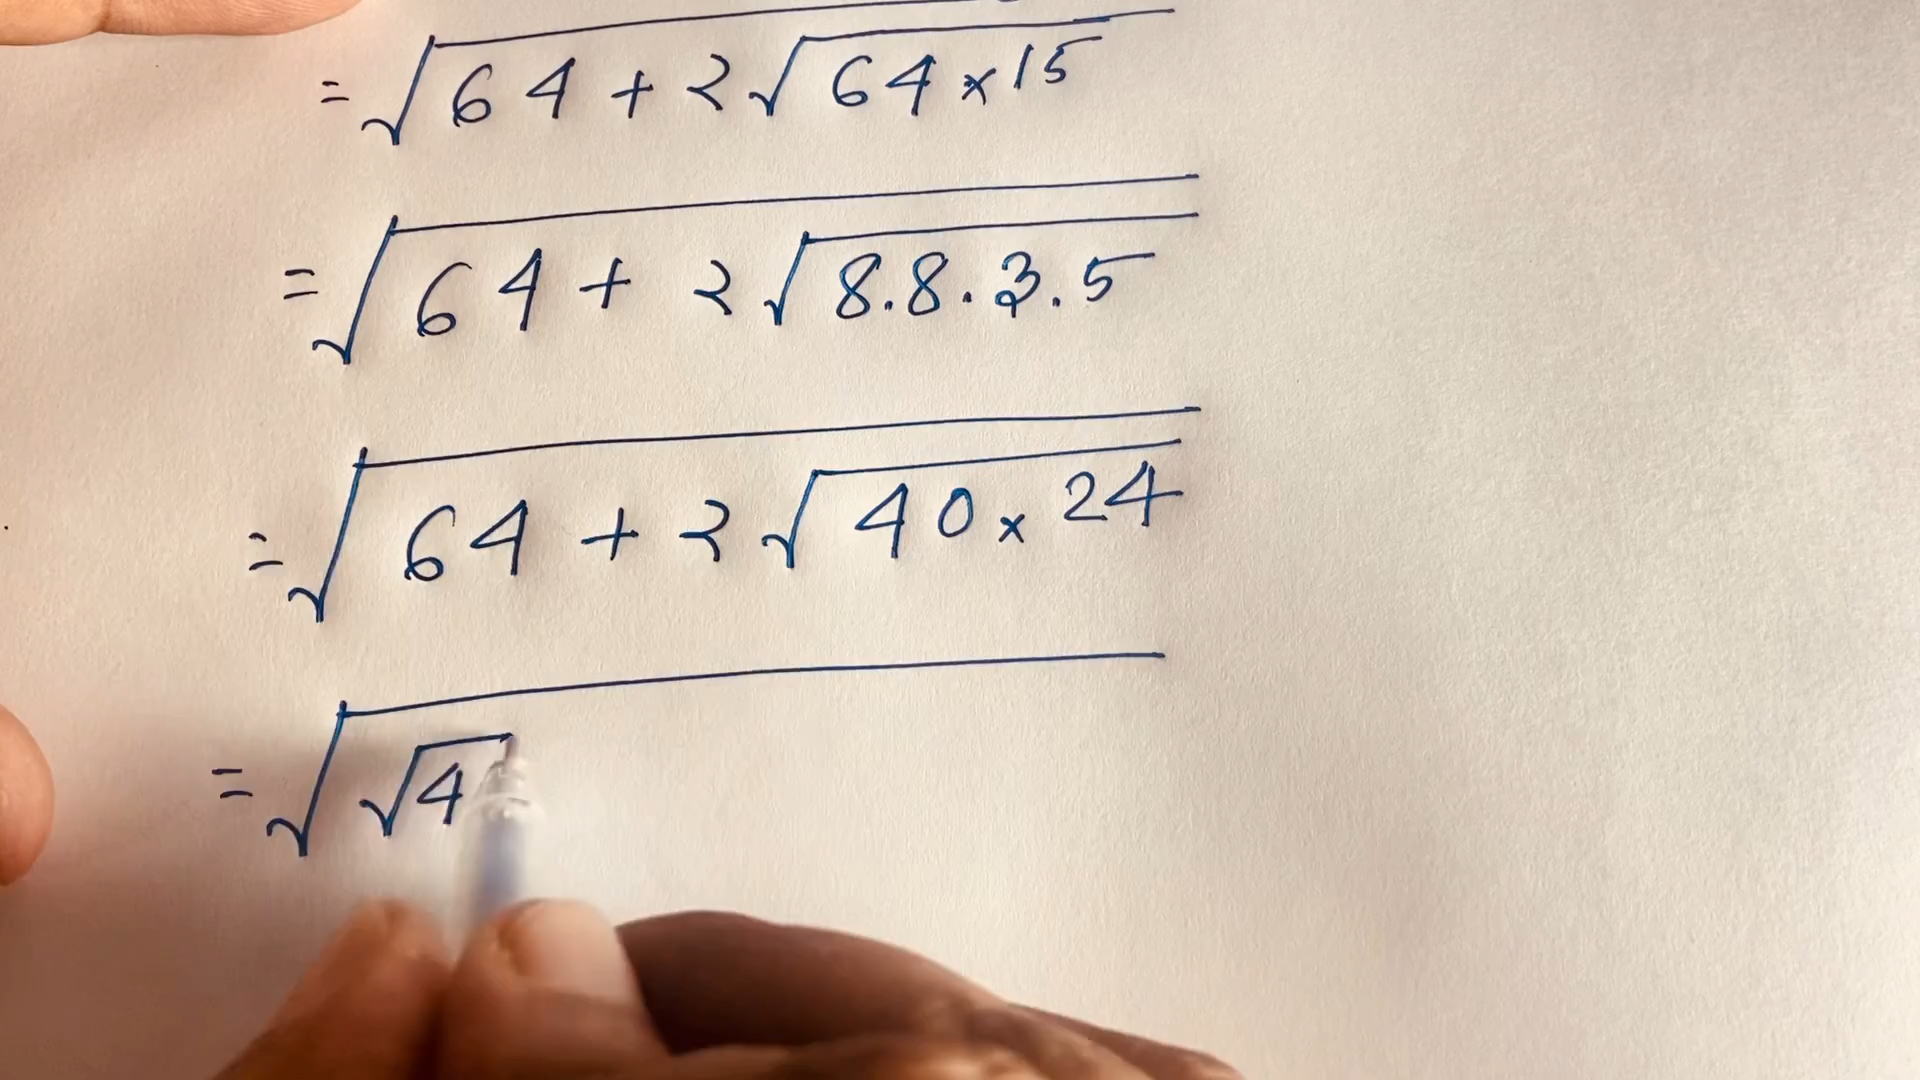 = √64 + 2√64 × 15
= √64 + 2√8.8.3.5
= √64 + 2√40 × 24
= √√4